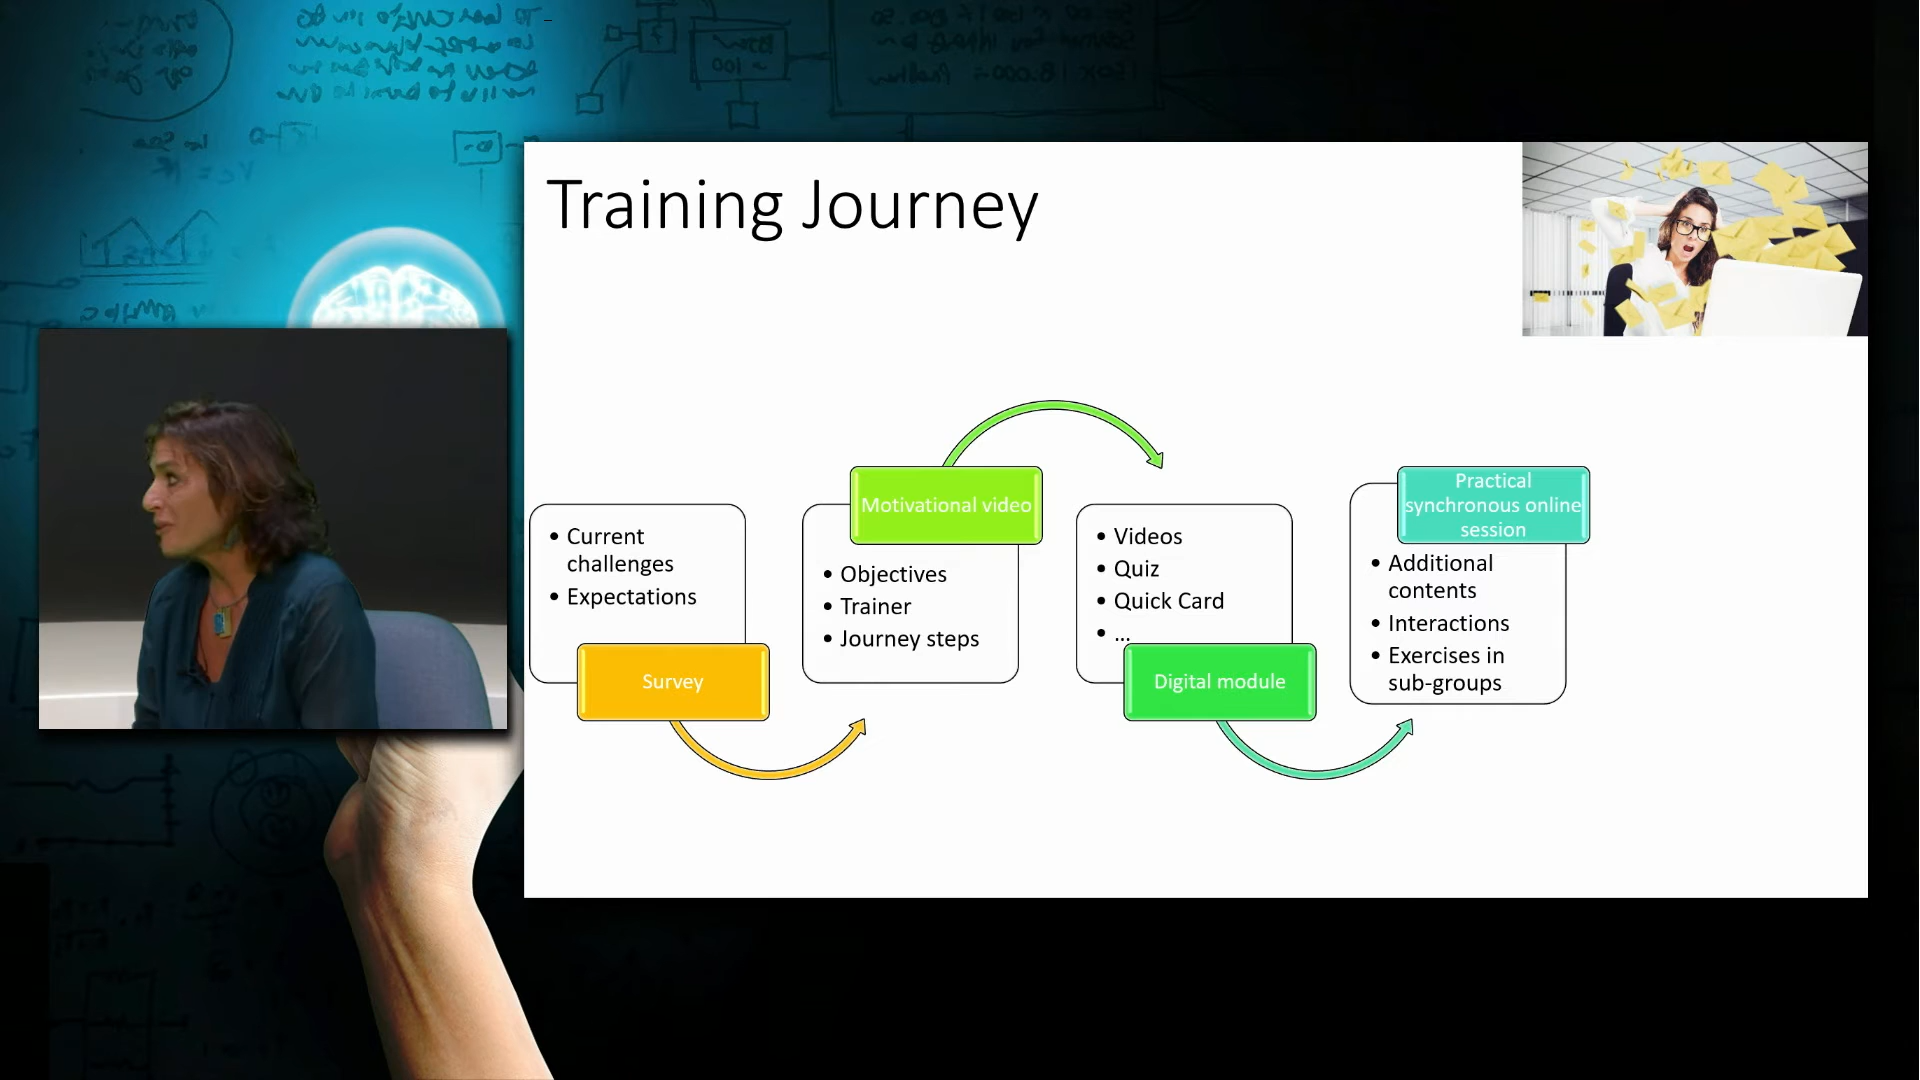 Training Journey
• Current
challenges
• Expectations
Survey
Motivational video
• Objectives
• Trainer
• Journey steps
• Videos
• Quiz
• Quick Card
• ...
Digital module
Practical
synchronous online
session
• Additional
contents
• Interactions
• Exercises in
sub-groups